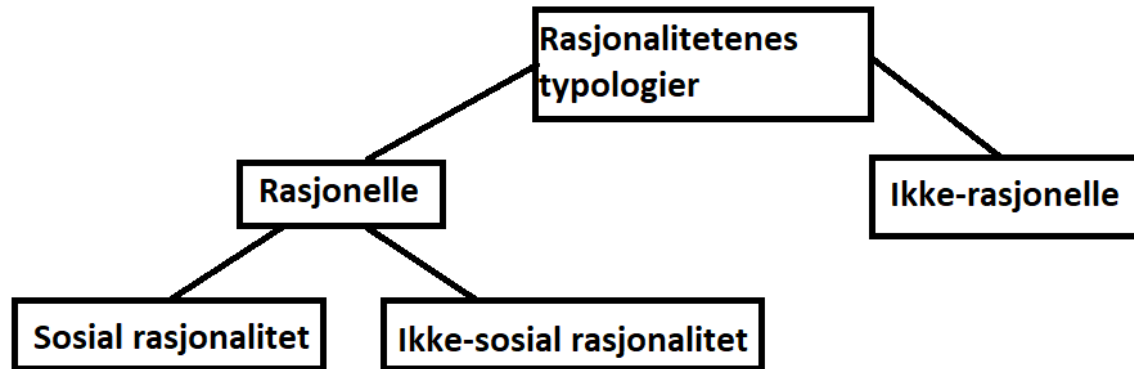 Rasjonalitetenes
typologier
Rasjonelle
Ikke-rasjonelle
Sosial rasjonalitet
Ikke-sosial rasjonalitet